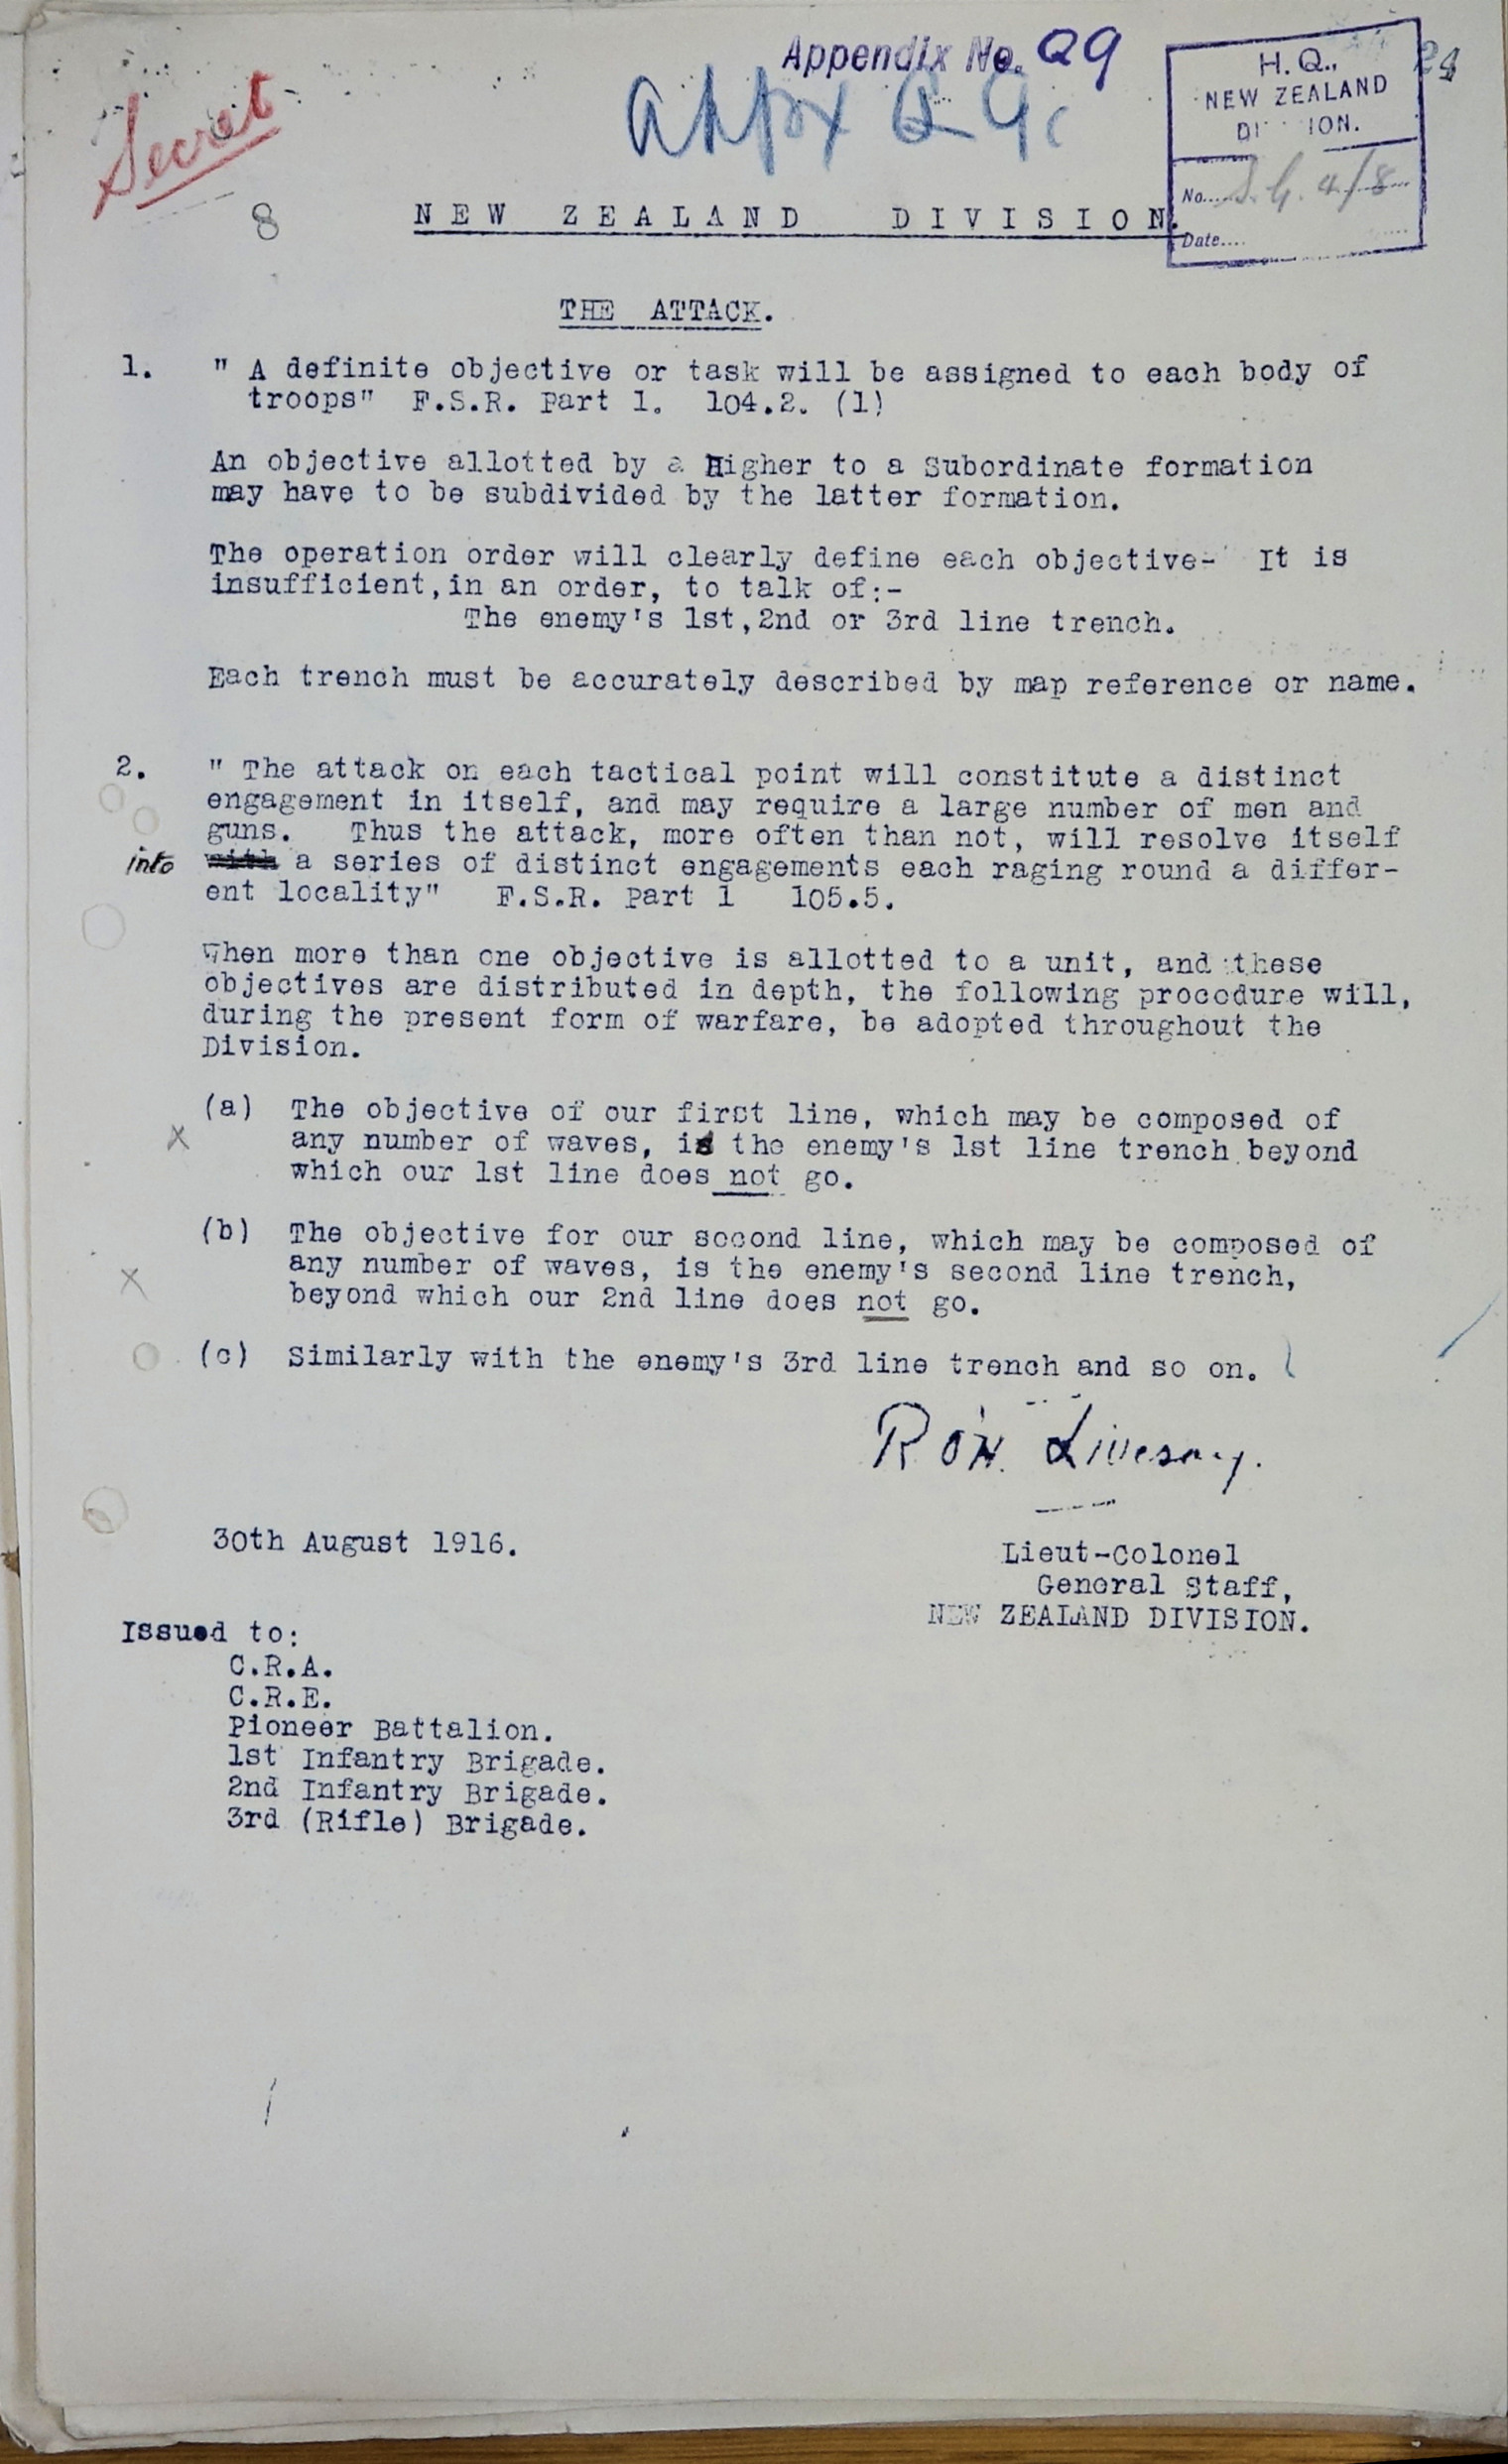 Appendix No. Q9
Appx Q 9
Secret
H.Q.,
NEW ZEALAND
DI ION.
No. S.G. 4/8
Date....
8
NEW ZEALAND DIVISION.
THE ATTACK.
1. " A definite objective or task will be assigned to each body of
troops" F.S.R. Part 1. 104.2. (1)
An objective allotted by a Higher to a Subordinate formation
may have to be subdivided by the latter formation.
The operation order will clearly define each objective- It is
insufficient, in an order, to talk of:-
The enemy's 1st, 2nd or 3rd line trench.
Each trench must be accurately described by map reference or name.
2. " The attack on each tactical point will constitute a distinct
engagement in itself, and may require a large number of men and
guns. Thus the attack, more often than not, will resolve itself
into with a series of distinct engagements each raging round a differ-
ent locality" F.S.R. Part 1 105.5.
When more than one objective is allotted to a unit, and these
objectives are distributed in depth, the following procedure will,
during the present form of warfare, be adopted throughout the
Division.
(a) The objective of our first line, which may be composed of
x any number of waves, is the enemy's 1st line trench beyond
which our 1st line does not go.
(b) The objective for our second line, which may be composed of
x any number of waves, is the enemy's second line trench,
beyond which our 2nd line does not go.
(c) Similarly with the enemy's 3rd line trench and so on.
R O'H. Livesay.
30th August 1916.
Lieut-Colonel
General Staff,
NEW ZEALAND DIVISION.
Issued to:
C.R.A.
C.R.E.
Pioneer Battalion.
1st Infantry Brigade.
2nd Infantry Brigade.
3rd (Rifle) Brigade.